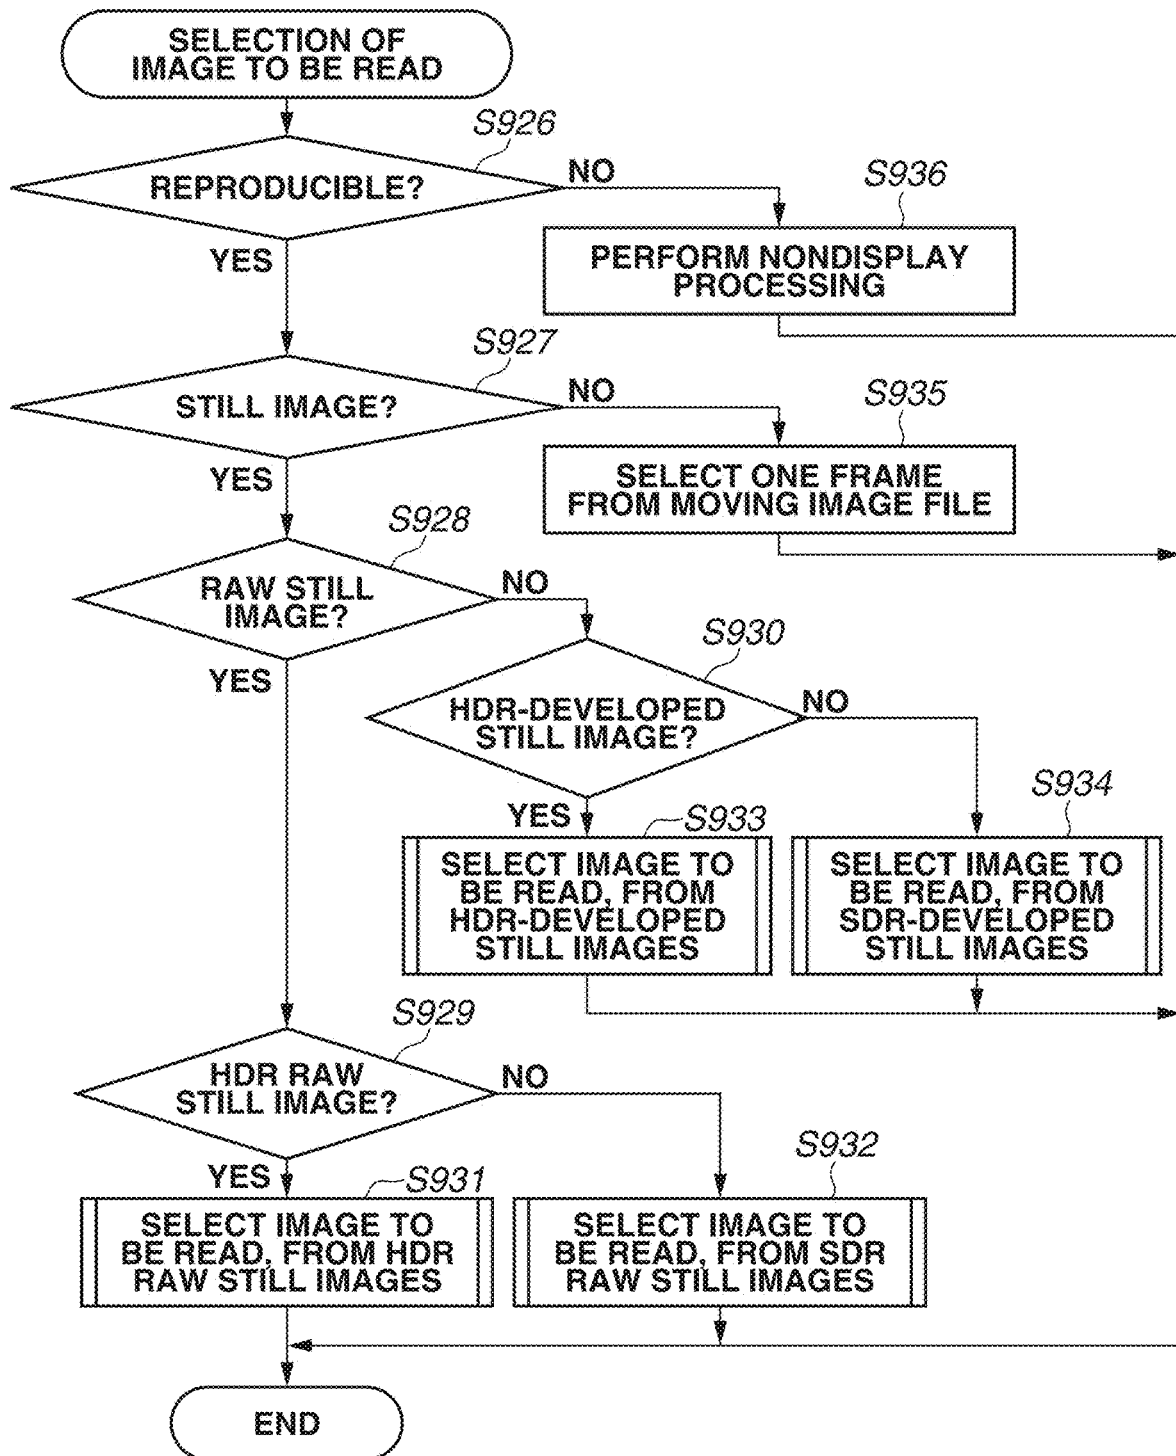 SELECTION OF
IMAGE TO BE READ
S926
REPRODUCIBLE?
NO
YES
S936
PERFORM NONDISPLAY
PROCESSING
S927
STILL IMAGE?
NO
YES
S935
SELECT ONE FRAME
FROM MOVING IMAGE FILE
S928
RAW STILL
IMAGE?
NO
YES
S930
HDR-DEVELOPED
STILL IMAGE?
NO
YES
S933
SELECT IMAGE TO
BE READ, FROM
HDR-DEVELOPED
STILL IMAGES
S934
SELECT IMAGE TO
BE READ, FROM
SDR-DEVELOPED
STILL IMAGES
S929
HDR RAW
STILL IMAGE?
NO
YES
S931
SELECT IMAGE TO
BE READ, FROM HDR
RAW STILL IMAGES
S932
SELECT IMAGE TO
BE READ, FROM SDR
RAW STILL IMAGES
END